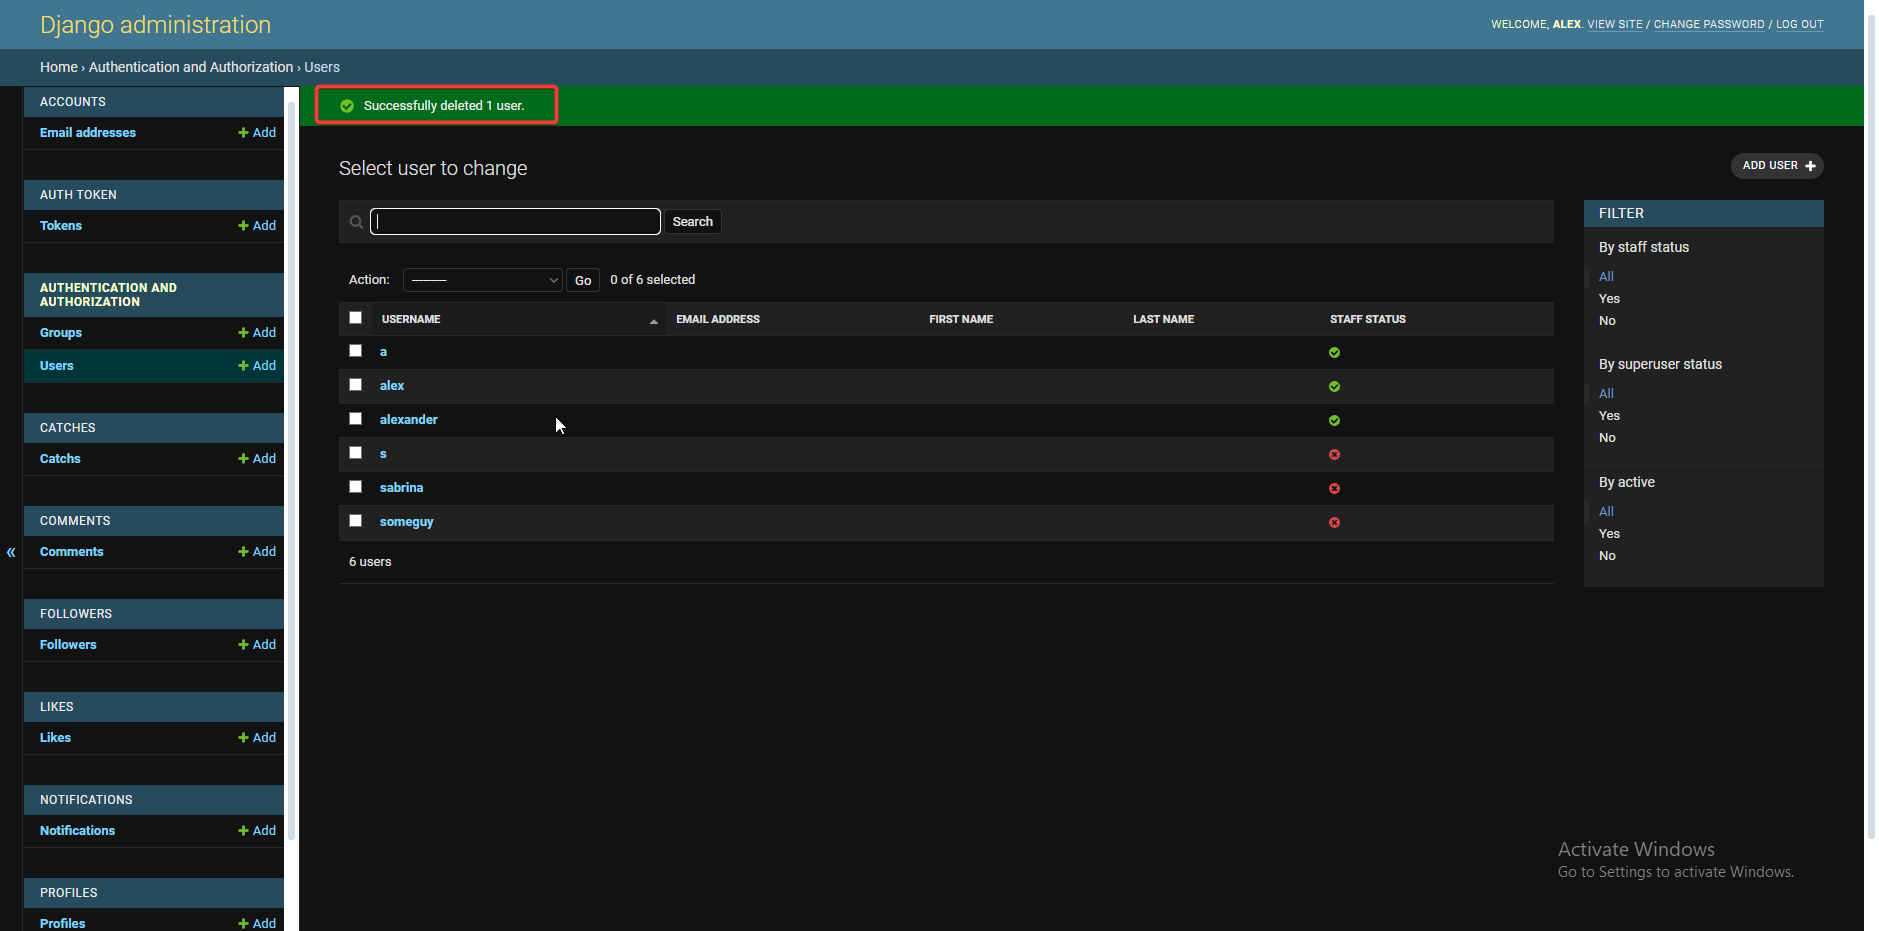 Django administration
WELCOME, ALEX. VIEW SITE / CHANGE PASSWORD / LOG OUT
Home › Authentication and Authorization › Users
ACCOUNTS
Email addresses + Add
AUTH TOKEN
Tokens + Add
AUTHENTICATION AND
AUTHORIZATION
Groups + Add
Users + Add
CATCHES
Catchs + Add
COMMENTS
Comments + Add
«
FOLLOWERS
Followers + Add
LIKES
Likes + Add
NOTIFICATIONS
Notifications + Add
PROFILES
Profiles + Add
Successfully deleted 1 user.
Select user to change
ADD USER +
Search
Action: --------- Go 0 of 6 selected
USERNAME EMAIL ADDRESS FIRST NAME LAST NAME STAFF STATUS
a
alex
alexander
s
sabrina
someguy
6 users
FILTER
By staff status
All
Yes
No
By superuser status
All
Yes
No
By active
All
Yes
No
Activate Windows
Go to Settings to activate Windows.